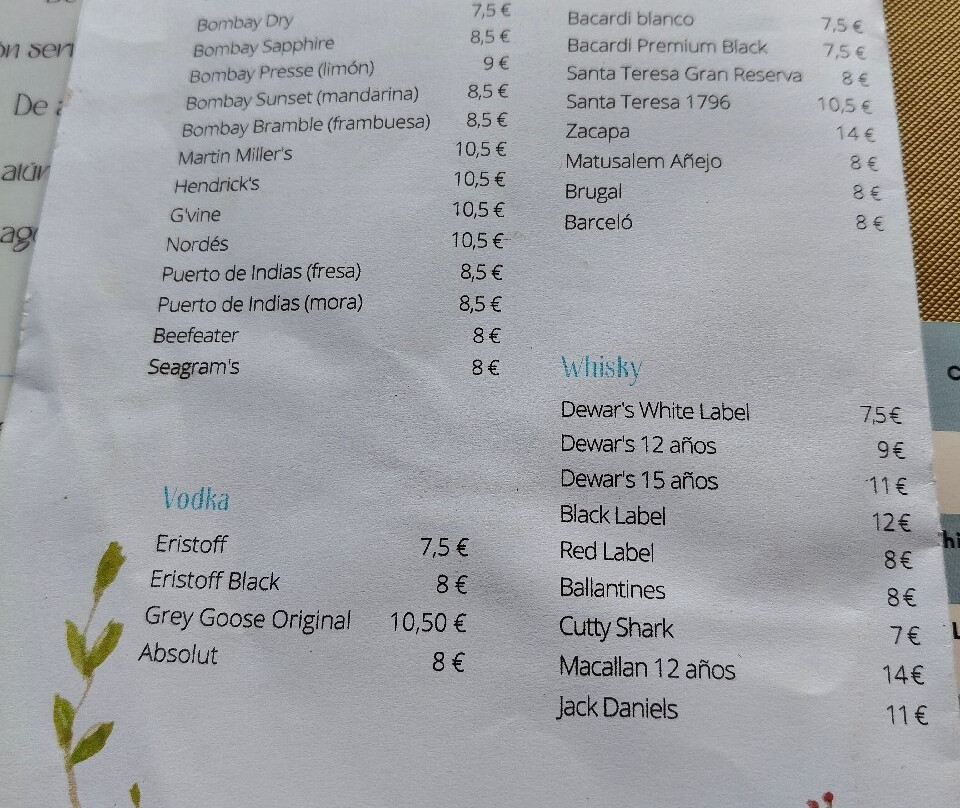 Bombay Dry 7,5 €
Bombay Sapphire 8,5 €
Bombay Presse (limón) 9 €
Bombay Sunset (mandarina) 8,5 €
Bombay Bramble (frambuesa) 8,5 €
Martin Miller's 10,5 €
Hendrick's 10,5 €
G'vine 10,5 €
Nordés 10,5 €
Puerto de Indias (fresa) 8,5 €
Puerto de Indias (mora) 8,5 €
Beefeater 8 €
Seagram's 8 €
Vodka
Eristoff 7,5 €
Eristoff Black 8 €
Grey Goose Original 10,50 €
Absolut 8 €
Bacardi blanco 7,5 €
Bacardi Premium Black 7,5 €
Santa Teresa Gran Reserva 8 €
Santa Teresa 1796 10,5 €
Zacapa 14 €
Matusalem Añejo 8 €
Brugal 8 €
Barceló 8 €
Whisky
Dewar's White Label 7,5 €
Dewar's 12 años 9 €
Dewar's 15 años 11 €
Black Label 12 €
Red Label 8 €
Ballantines 8 €
Cutty Shark 7 €
Macallan 12 años 14 €
Jack Daniels 11 €